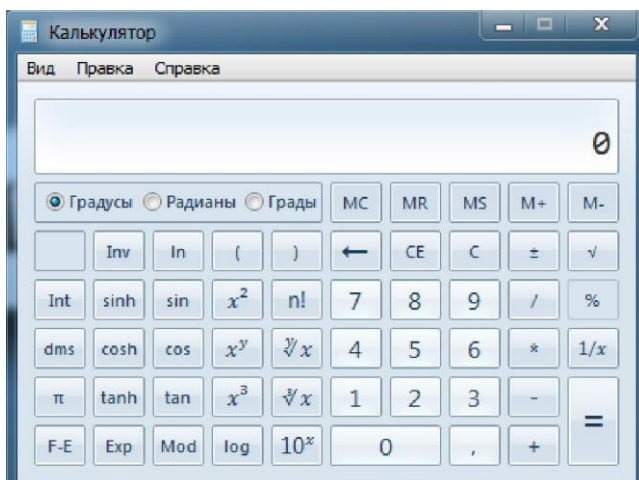 Калькулятор
Вид Правка Справка
0
Градусы Радианы Грады MC MR MS M+ M-
Inv ln ( ) ← CE C ± √
Int sinh sin x² n! 7 8 9 / %
dms cosh cos xʸ ʸ√x 4 5 6 * 1/x
π tanh tan x³ ³√x 1 2 3 - =
F-E Exp Mod log 10ˣ 0 , +